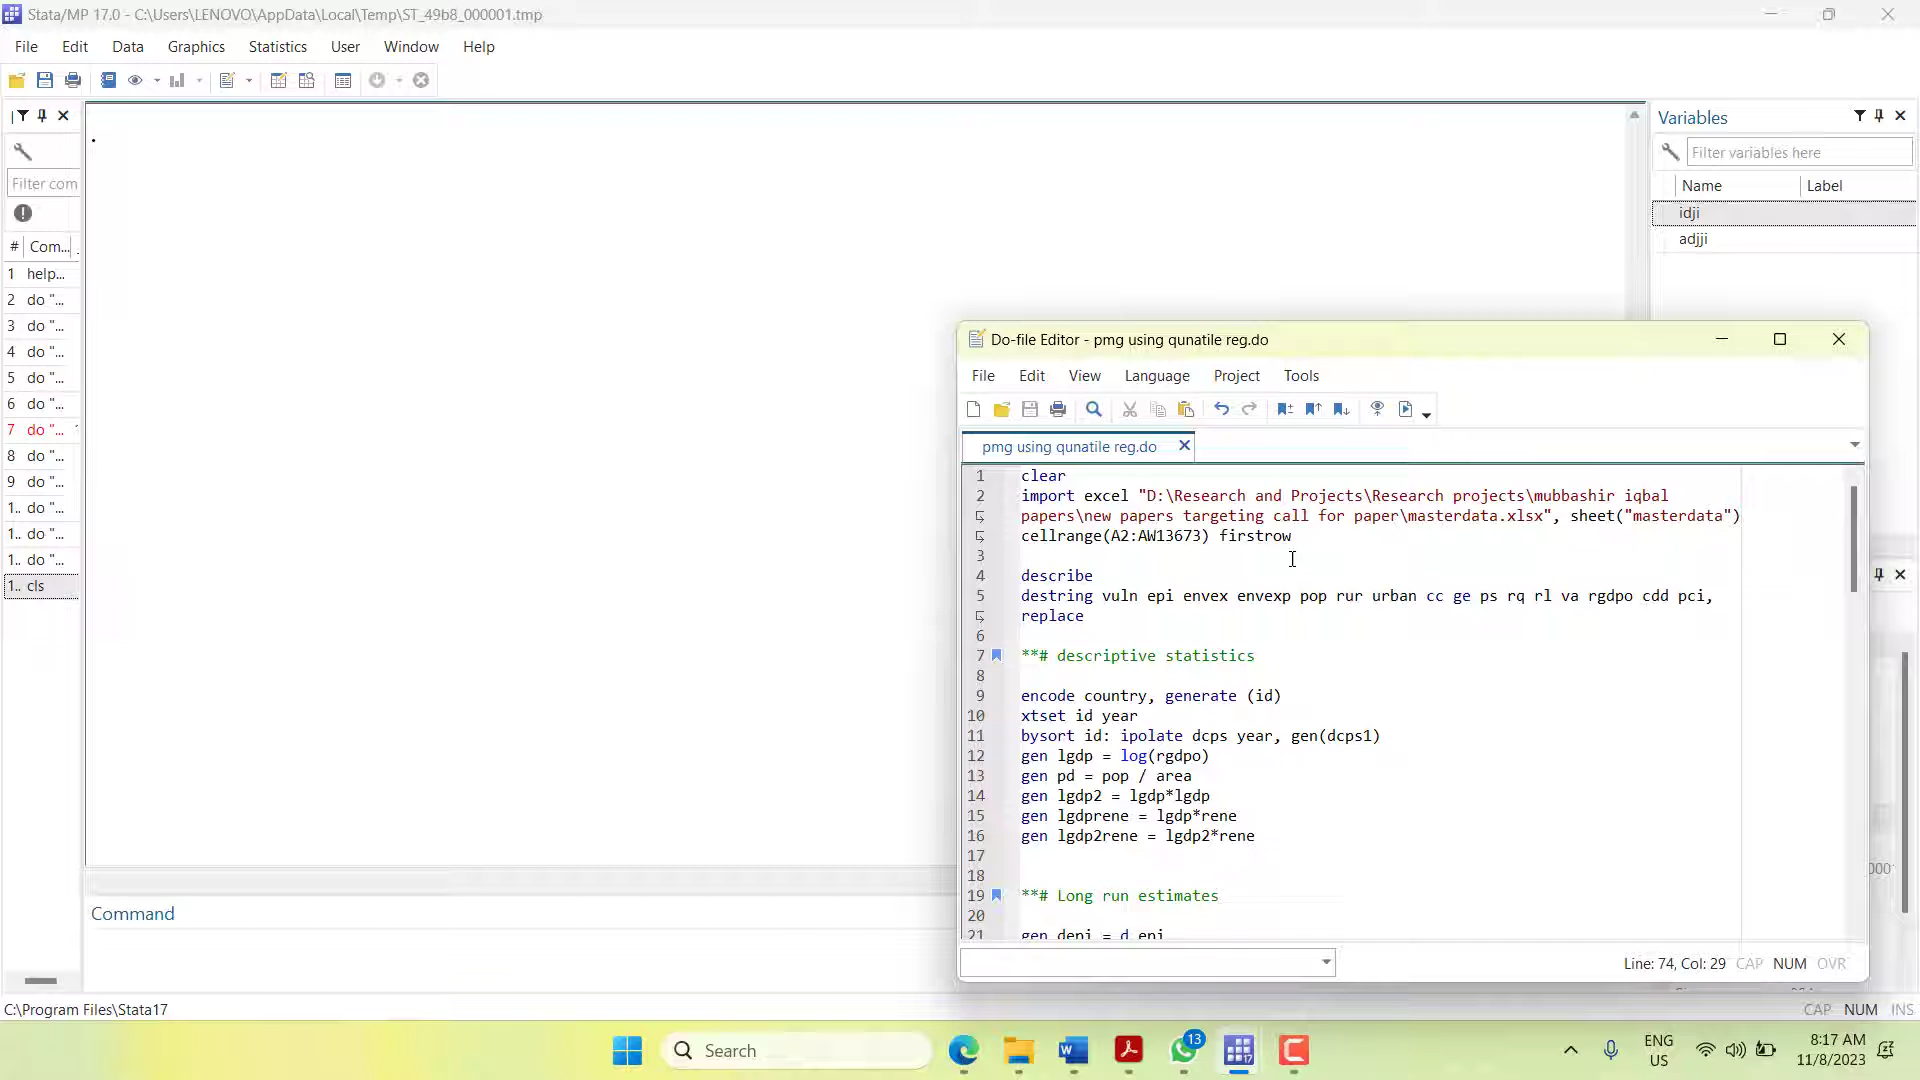 Stata/MP 17.0 - C:\Users\LENOVO\AppData\Local\Temp\ST_49b8_000001.tmp
File Edit Data Graphics Statistics User Window Help
Variables
Filter com
Filter variables here
# Com...
Name Label
1 help...
2 do "...
3 do "...
4 do "...
5 do "...
6 do "...
7 do "...
8 do "...
9 do "...
1.. do "...
1.. do "...
1.. do "...
1.. cls
.
idji
adjji
Do-file Editor - pmg using qunatile reg.do
File Edit View Language Project Tools
pmg using qunatile reg.do
1 clear
2 import excel "D:\Research and Projects\Research projects\mubbashir iqbal
papers\new papers targeting call for paper\masterdata.xlsx", sheet("masterdata")
cellrange(A2:AW13673) firstrow
3
4 describe
5 destring vuln epi envex envexp pop rur urban cc ge ps rq rl va rgdpo cdd pci,
replace
6
7 **# descriptive statistics
8
9 encode country, generate (id)
10 xtset id year
11 bysort id: ipolate dcps year, gen(dcps1)
12 gen lgdp = log(rgdpo)
13 gen pd = pop / area
14 gen lgdp2 = lgdp*lgdp
15 gen lgdprene = lgdp*rene
16 gen lgdp2rene = lgdp2*rene
17
18
19 **# Long run estimates
20
21 gen depi = d.epi
Line: 74, Col: 29 CAP NUM OVR
Command
C:\Program Files\Stata17
CAP NUM INS
Search
13
ENG
US
8:17 AM
11/8/2023